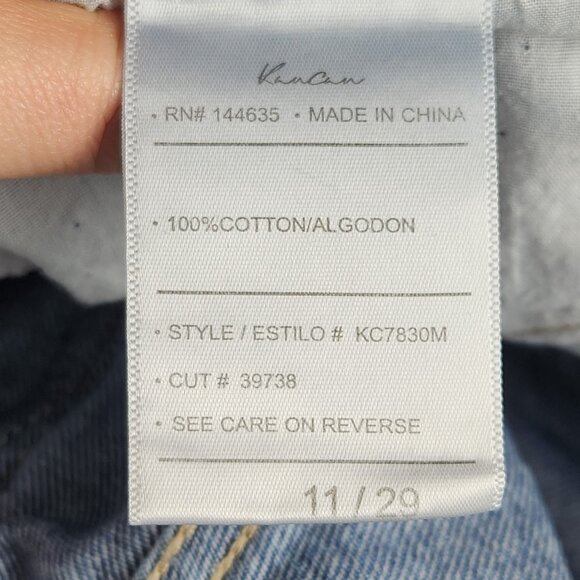 KanCan
• RN# 144635 • MADE IN CHINA
• 100%COTTON/ALGODON
• STYLE / ESTILO # KC7830M
• CUT # 39738
• SEE CARE ON REVERSE
11 / 29